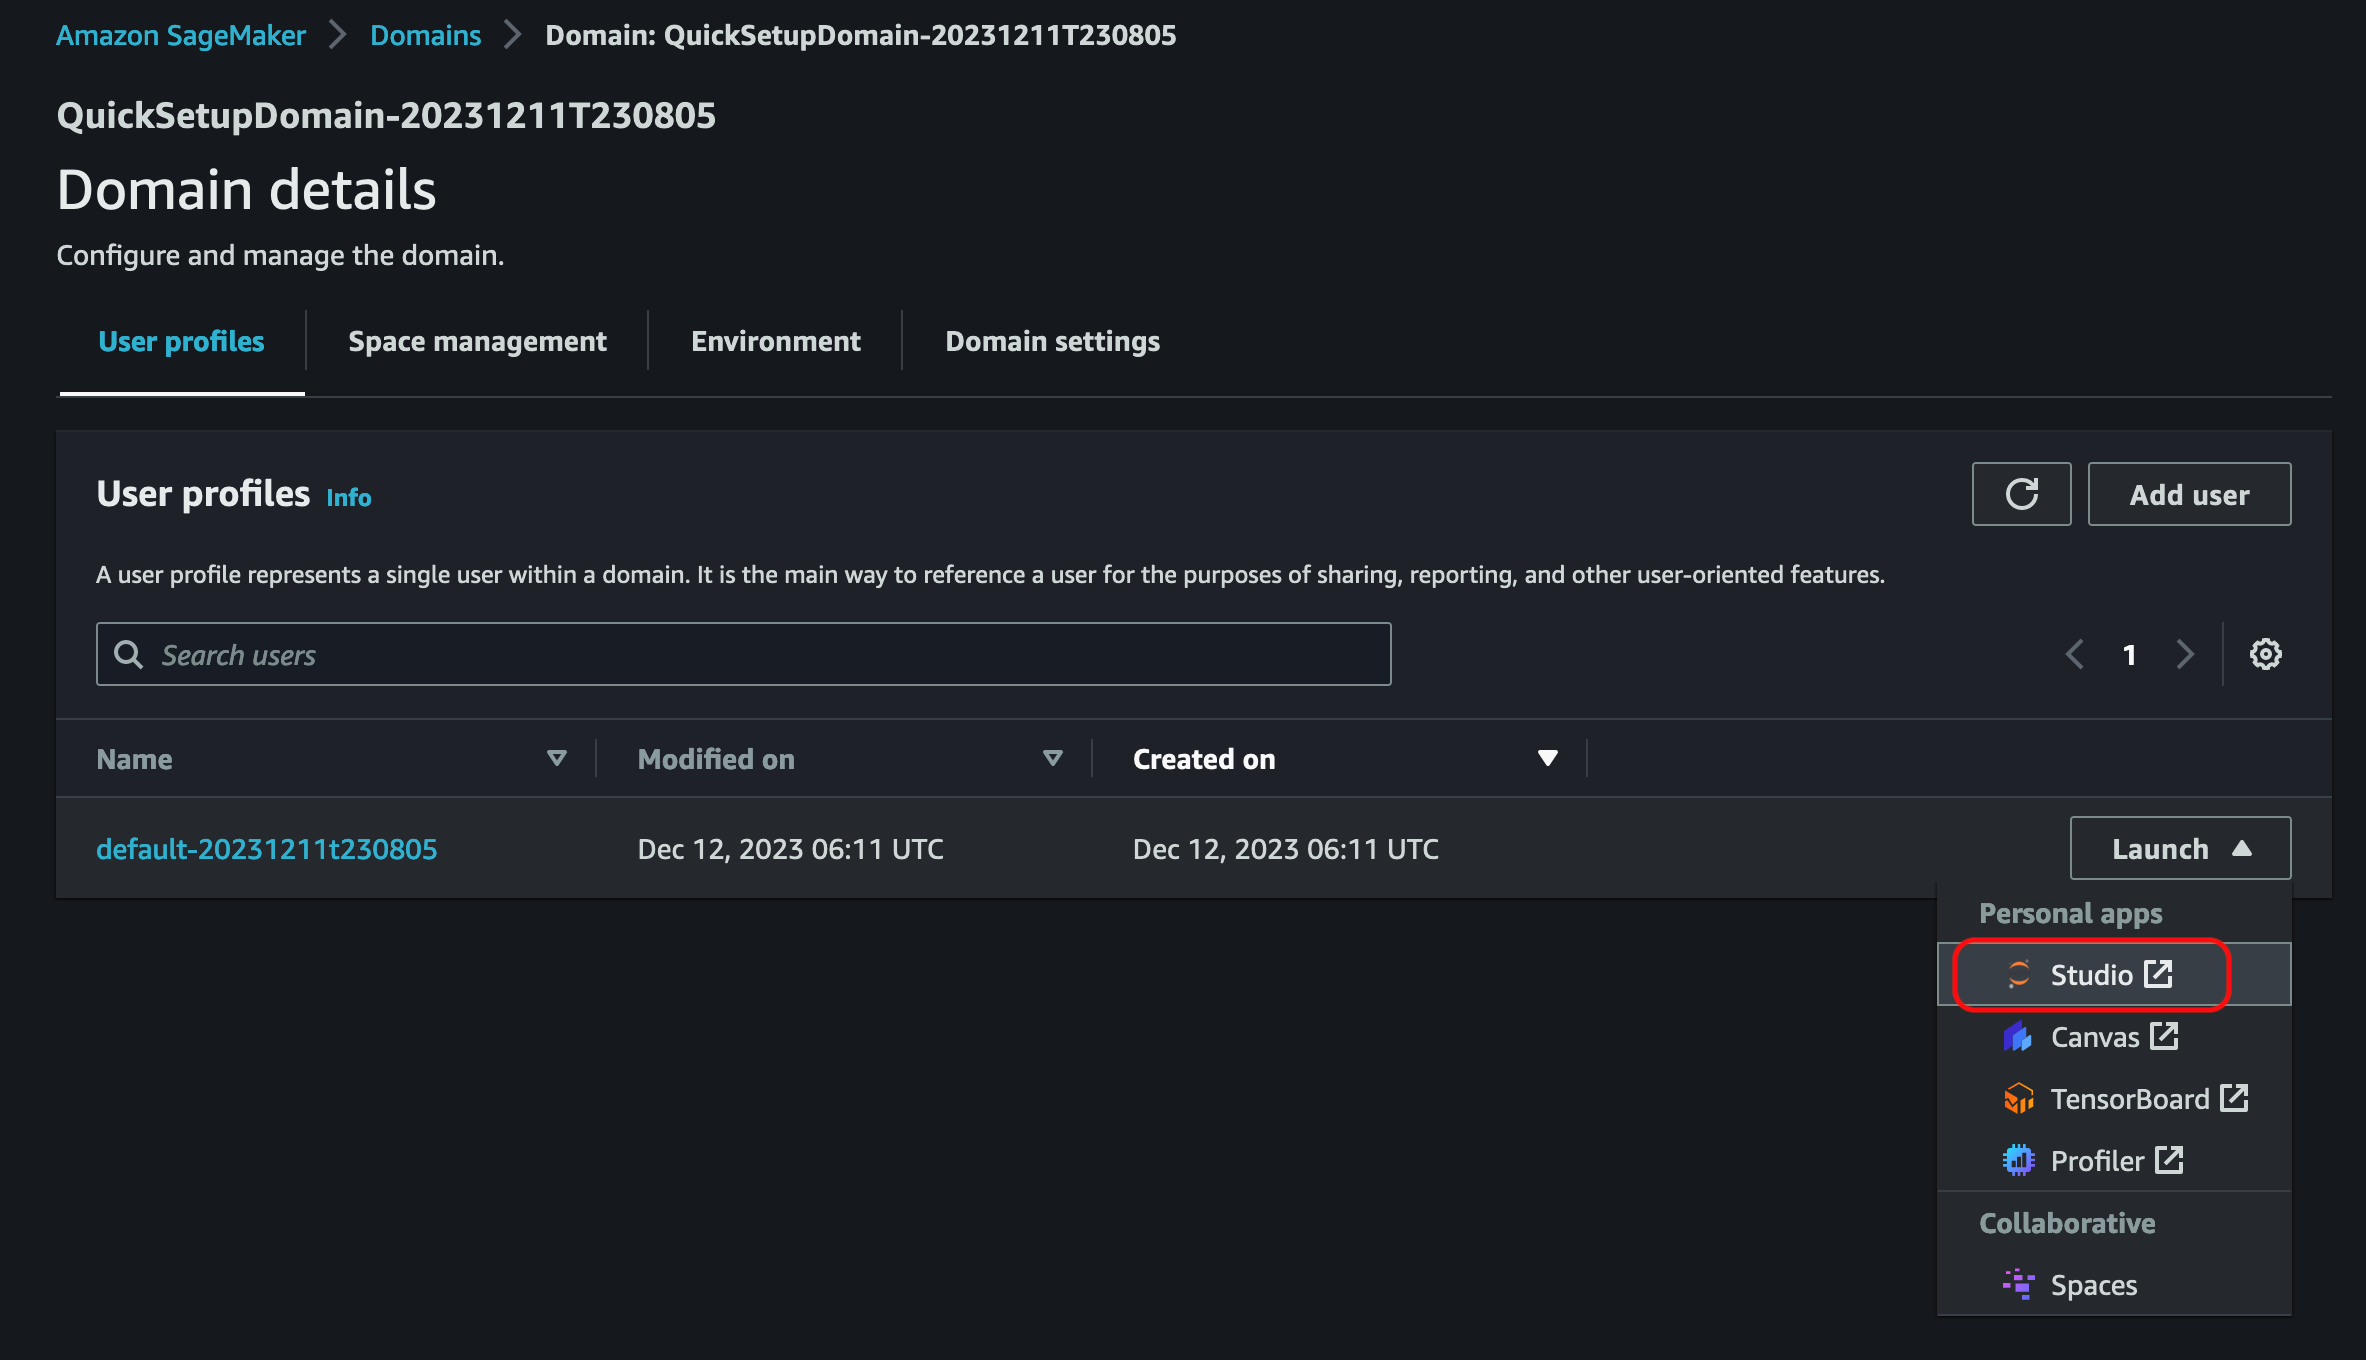 Amazon SageMaker > Domains > Domain: QuickSetupDomain-20231211T230805
QuickSetupDomain-20231211T230805
Domain details
Configure and manage the domain.
User profiles Space management Environment Domain settings
User profiles Info
Add user
A user profile represents a single user within a domain. It is the main way to reference a user for the purposes of sharing, reporting, and other user-oriented features.
Search users
1
Name Modified on Created on
default-20231211t230805 Dec 12, 2023 06:11 UTC Dec 12, 2023 06:11 UTC Launch
Personal apps
Studio
Canvas
TensorBoard
Profiler
Collaborative
Spaces